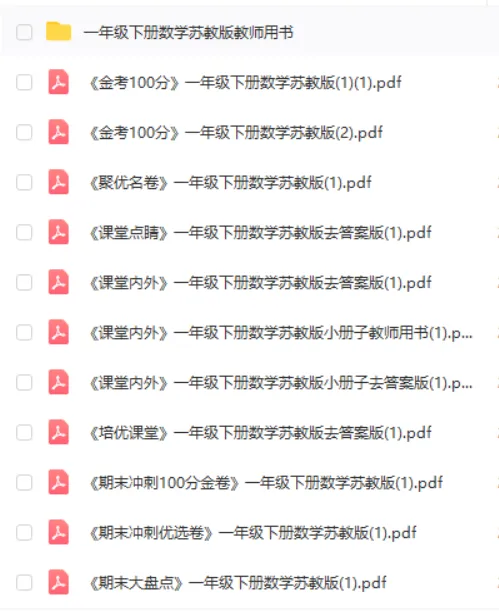 一年级下册数学苏教版教师用书
《金考100分》一年级下册数学苏教版(1)(1).pdf
《金考100分》一年级下册数学苏教版(2).pdf
《聚优名卷》一年级下册数学苏教版(1).pdf
《课堂点睛》一年级下册数学苏教版去答案版(1).pdf
《课堂内外》一年级下册数学苏教版去答案版(1).pdf
《课堂内外》一年级下册数学苏教版小册子教师用书(1).p...
《课堂内外》一年级下册数学苏教版小册子去答案版(1).p...
《培优课堂》一年级下册数学苏教版去答案版(1).pdf
《期末冲刺100分金卷》一年级下册数学苏教版(1).pdf
《期末冲刺优选卷》一年级下册数学苏教版(1).pdf
《期末大盘点》一年级下册数学苏教版(1).pdf